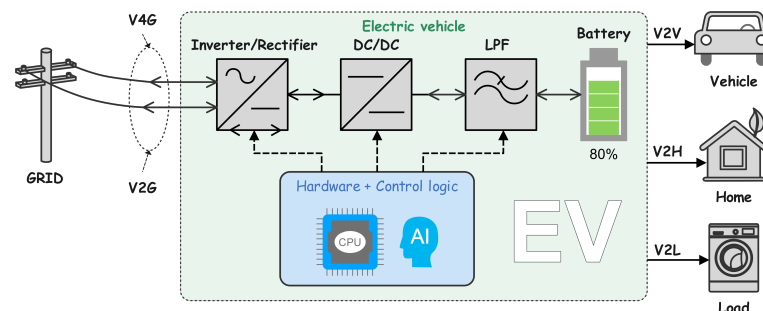 V4G
Electric vehicle
V2V
Inverter/Rectifier
DC/DC
LPF
Battery
Vehicle
80%
V2H
GRID
V2G
Hardware + Control logic
CPU
AI
EV
Home
V2L
Load